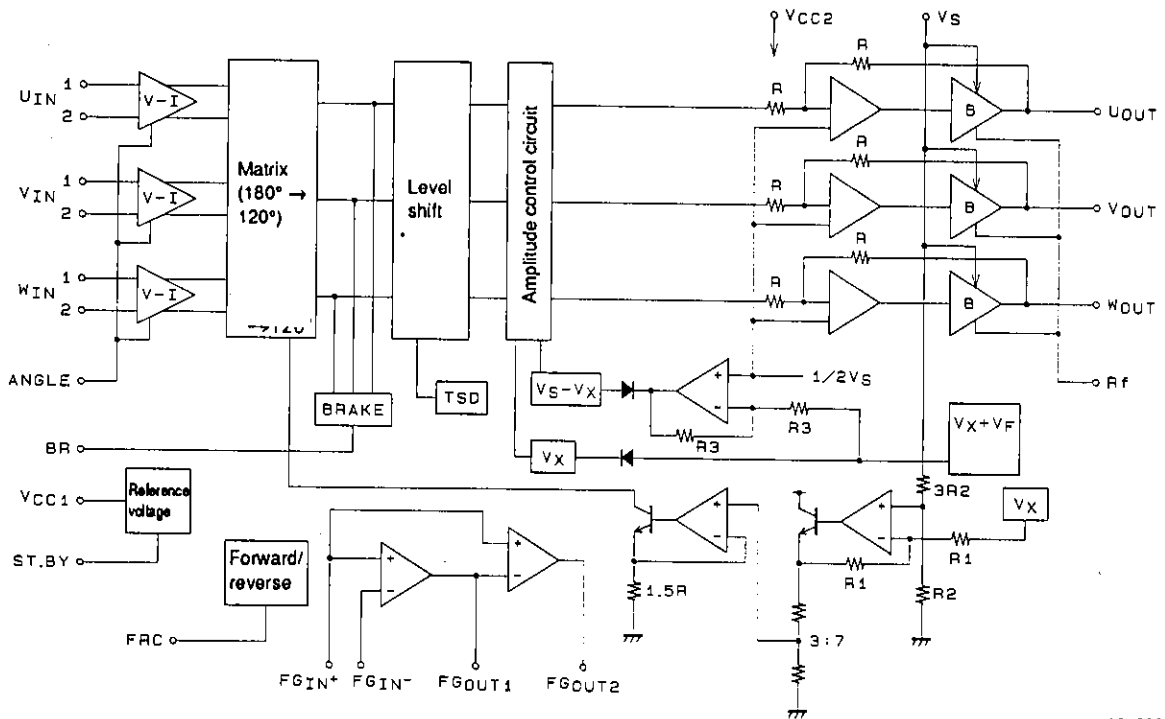 VCC2
VS
R
R
UIN
1
2
V-I
B
UOUT
Matrix
(180° →
120°)
Level
shift
Amplitude control circuit
R
R
VIN
1
2
V-I
B
VOUT
R
R
WIN
1
2
V-I
B
WOUT
→120°
ANGLE
Rf
1/2VS
+
-
VS-VX
TSD
BRAKE
R3
R3
VX+VF
BR
VX
VCC1
Reference
voltage
3R2
VX
+
-
+
-
R1
R1
ST.BY
Forward/
reverse
+
-
+
-
1.5R
R2
FRC
3:7
FGIN+
FGIN-
FGOUT1
FGOUT2